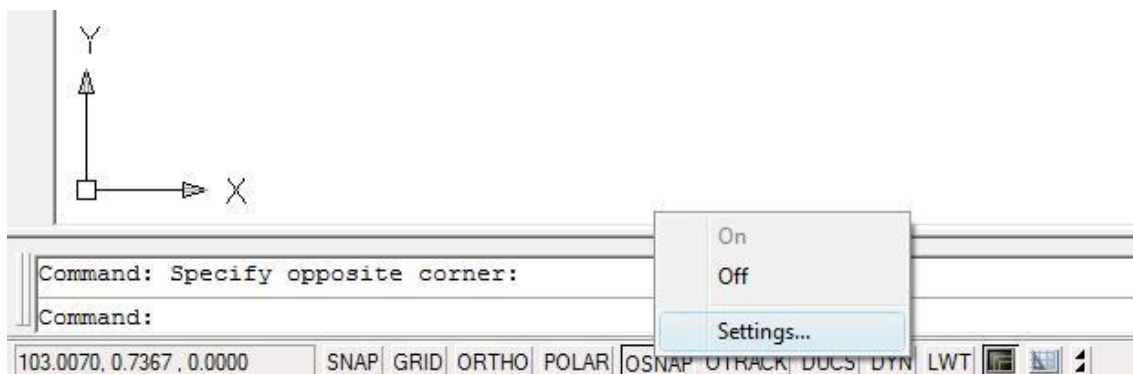 Y
X
On
Off
Settings...
Command: Specify opposite corner:
Command:
103.0070, 0.7367 , 0.0000 SNAP GRID ORTHO POLAR OSNAP OTRACK DUCS DYN LWT